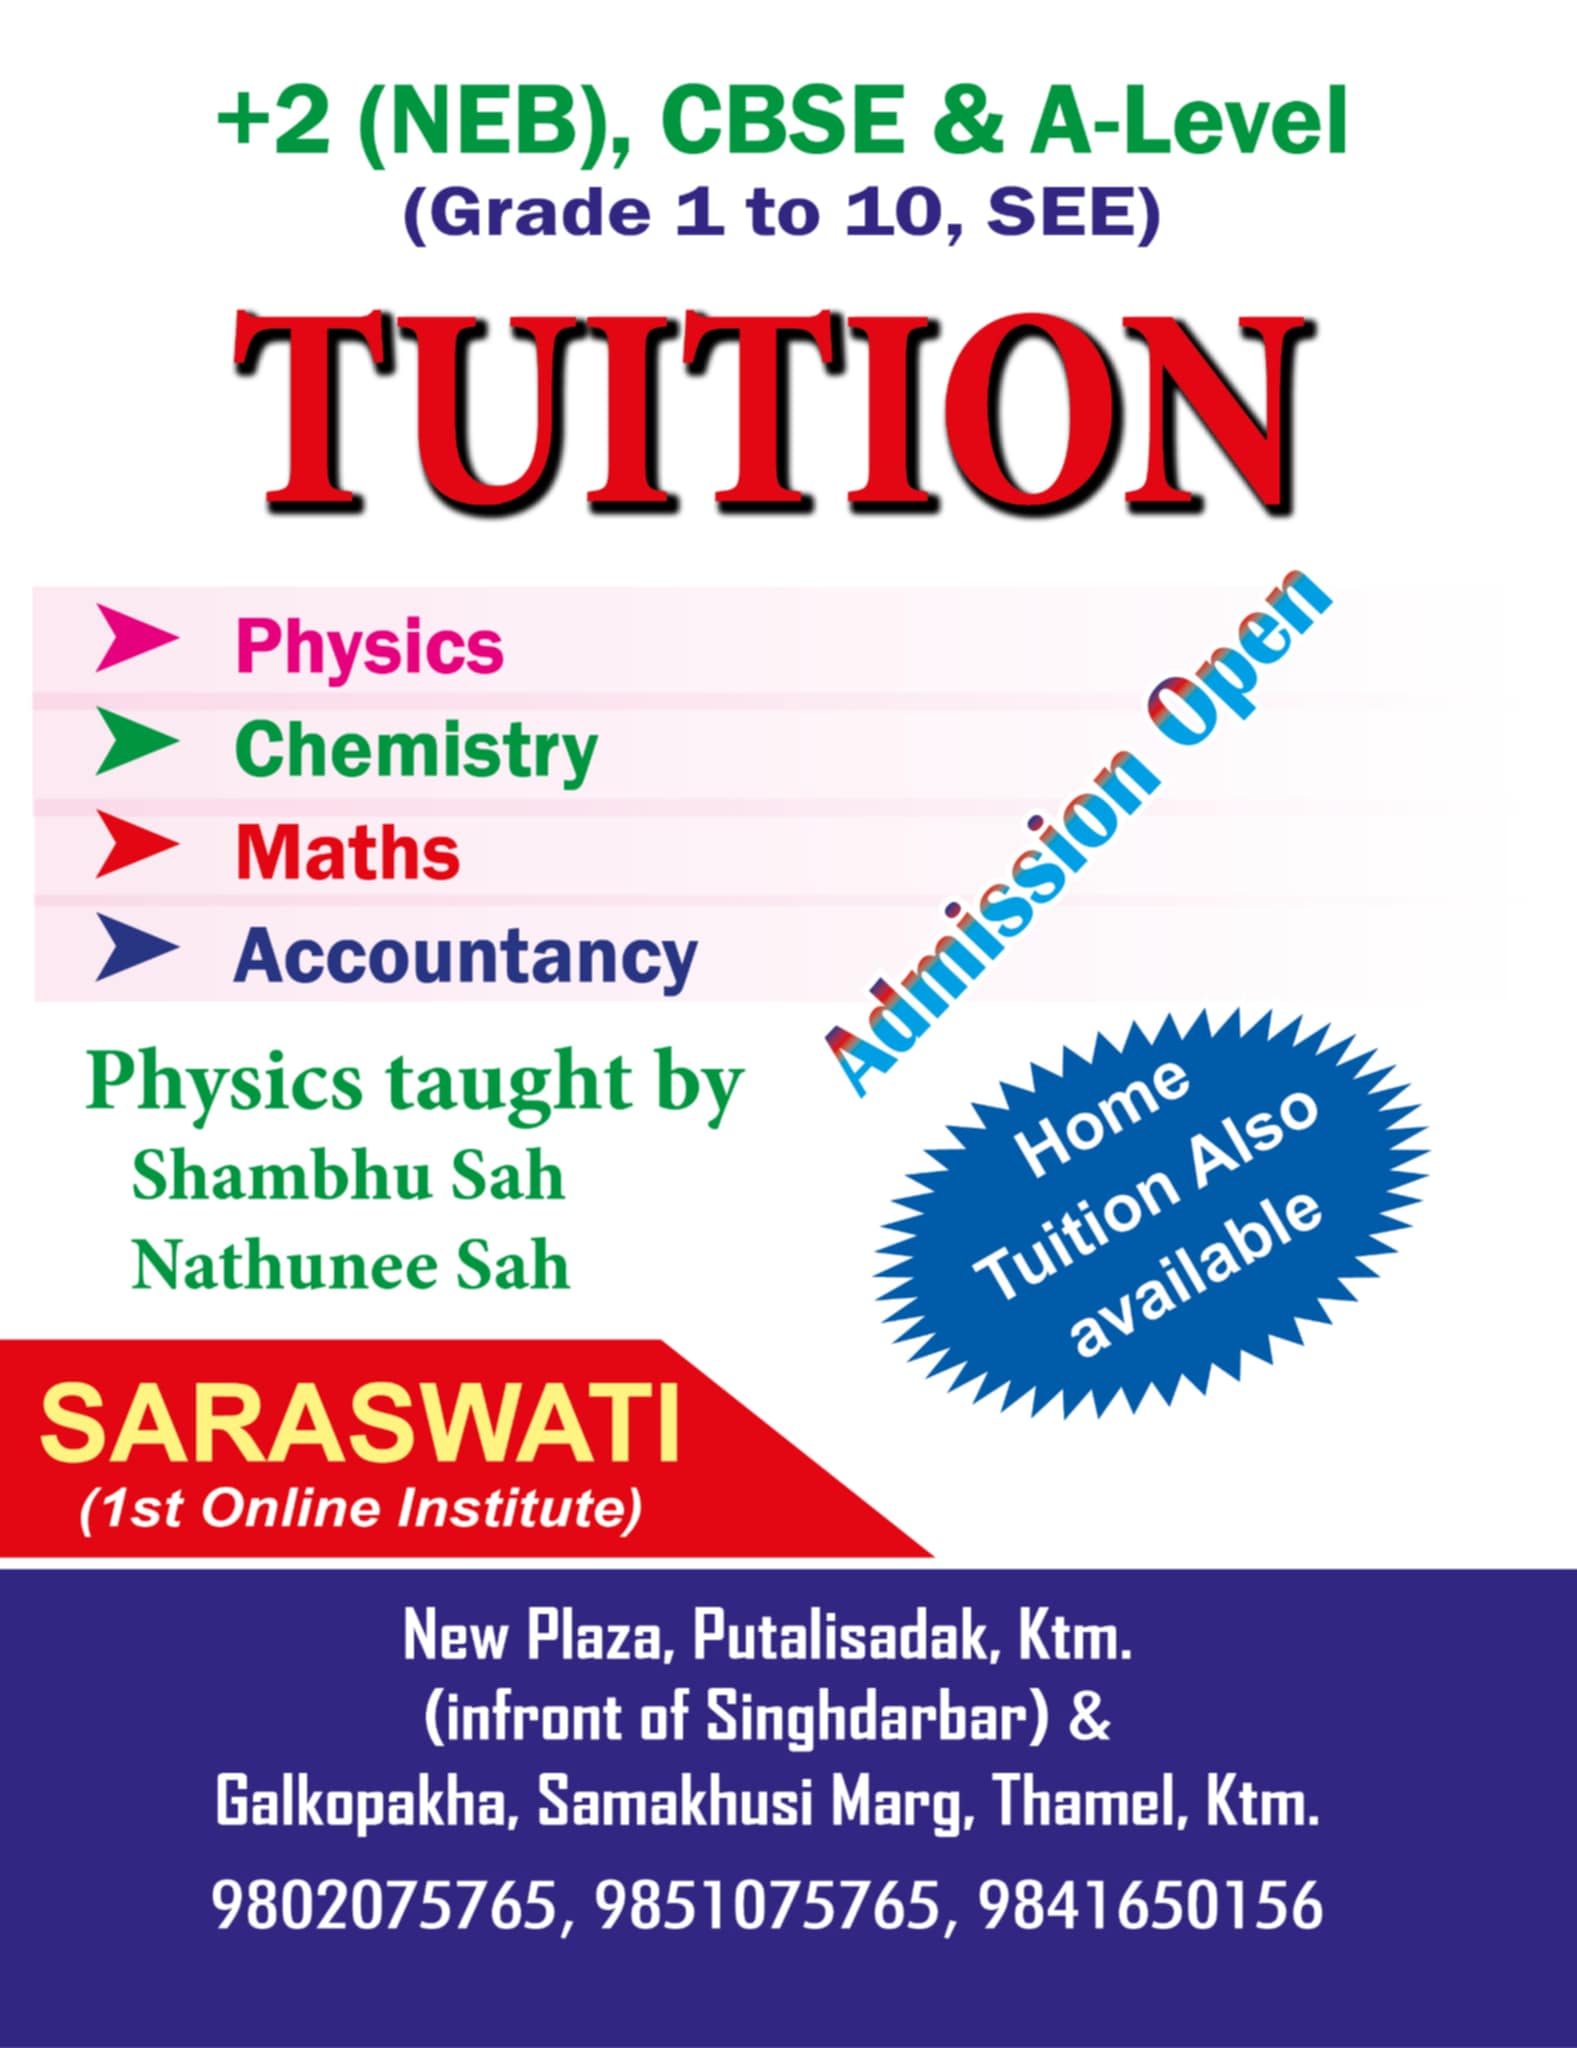 +2 (NEB), CBSE & A-Level
(Grade 1 to 10, SEE)
TUITION
Physics
Chemistry
Maths
Accountancy
Admission Open
Physics taught by
Shambhu Sah
Nathunee Sah
Home
Tuition Also
available
SARASWATI
(1st Online Institute)
New Plaza, Putalisadak, Ktm.
(infront of Singhdarbar) &
Galkopakha, Samakhusi Marg, Thamel, Ktm.
9802075765, 9851075765, 9841650156